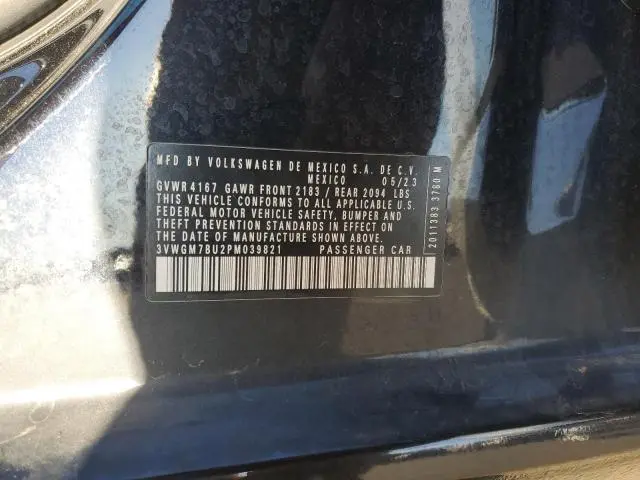 MFD BY VOLKSWAGEN DE MEXICO S.A. DE C.V.
MEXICO 05/23
GVWR 4167 GAWR FRONT 2183 / REAR 2094 LBS
THIS VEHICLE CONFORMS TO ALL APPLICABLE U.S.
FEDERAL MOTOR VEHICLE SAFETY, BUMPER AND
THEFT PREVENTION STANDARDS IN EFFECT ON
THE DATE OF MANUFACTURE SHOWN ABOVE.
3VWGM7BU2PM039821 PASSENGER CAR
2011383 3780 M